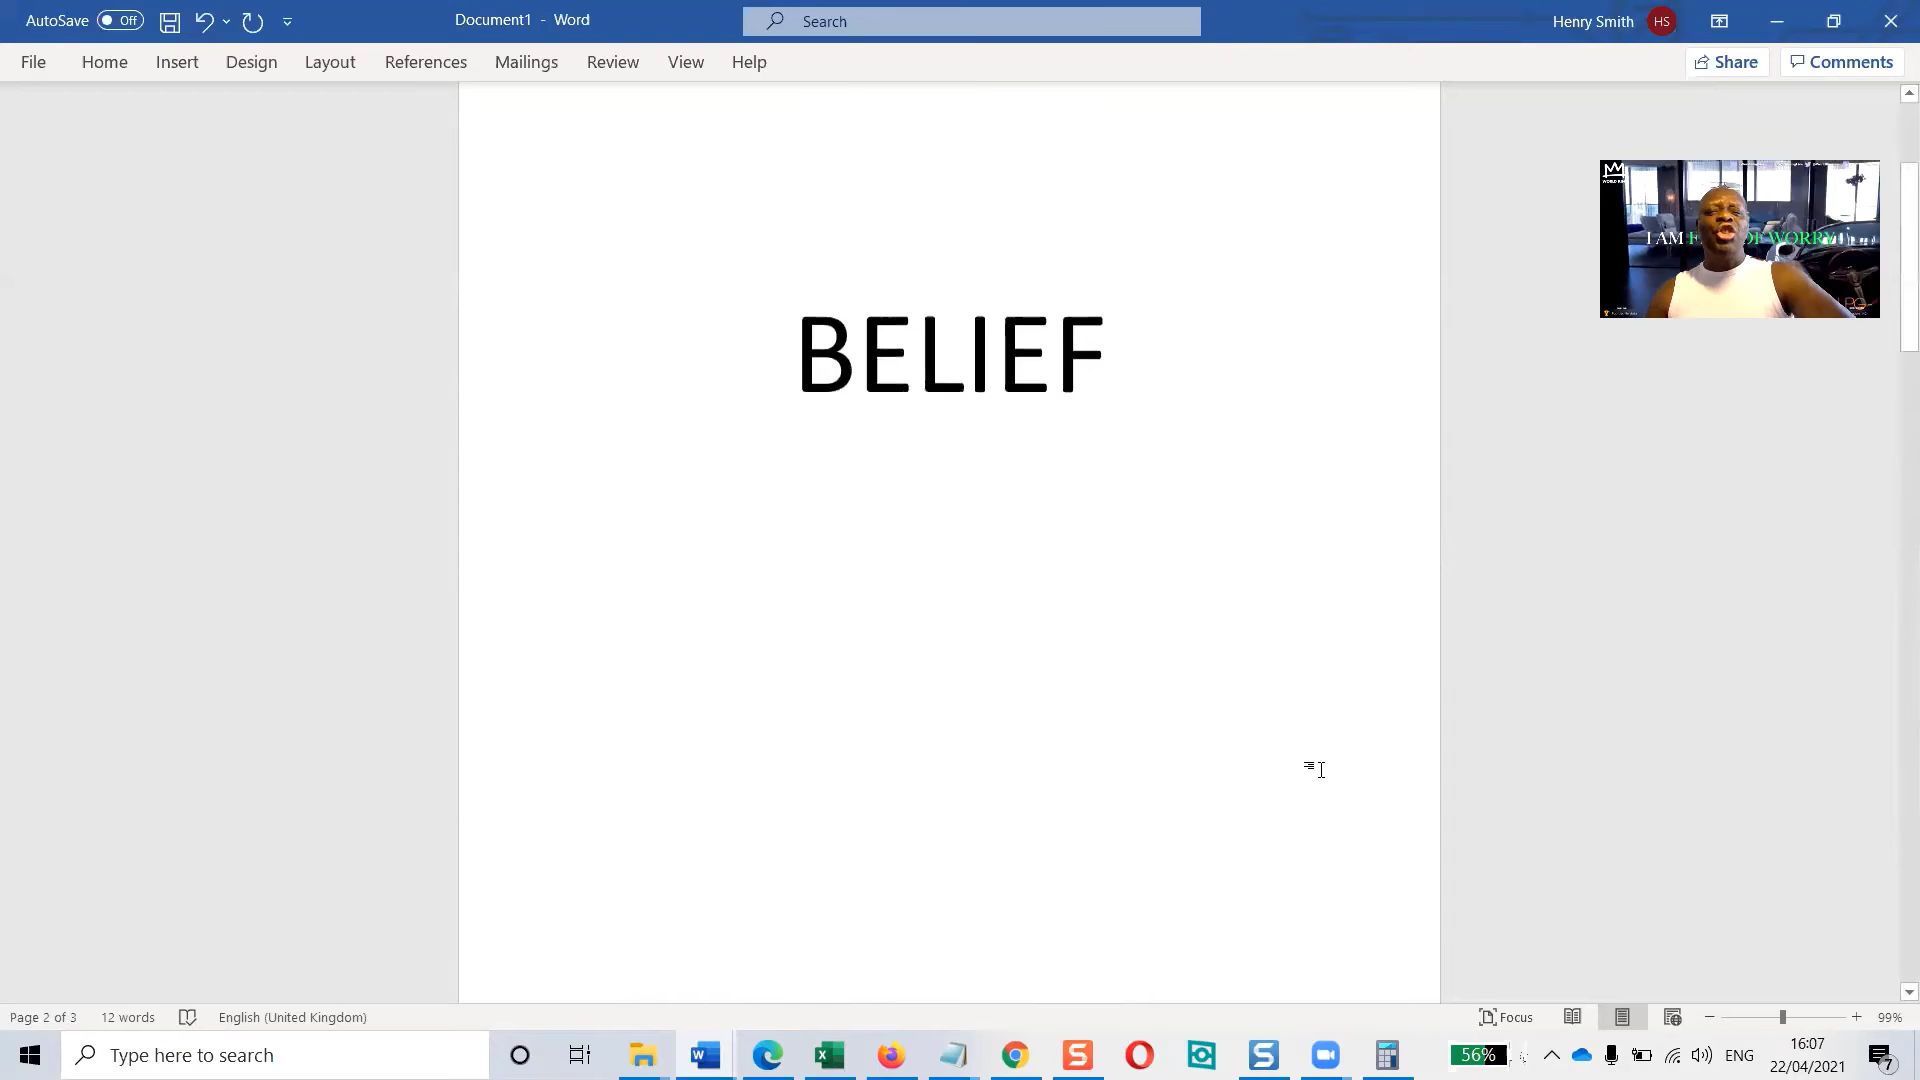 AutoSave Off Document1 - Word Search Henry Smith HS
File Home Insert Design Layout References Mailings Review View Help Share Comments
I AM OF WORRY
BELIEF
Page 2 of 3 12 words English (United Kingdom) Focus 99%
Type here to search 56% ENG 16:07
22/04/2021 7